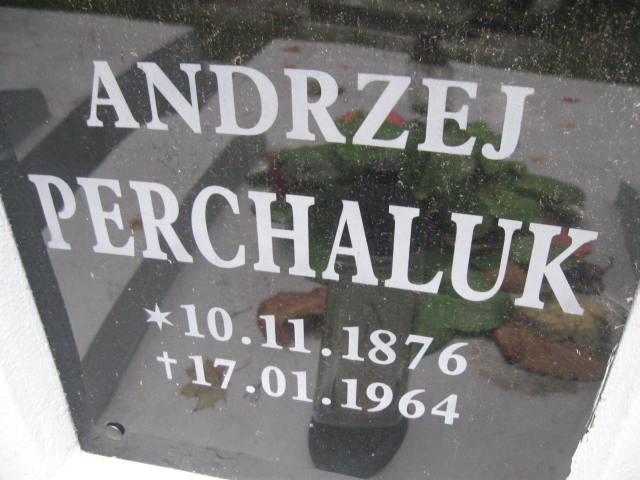 ANDRZEJ
PERCHALUK
✶10.11.1876
†17.01.1964